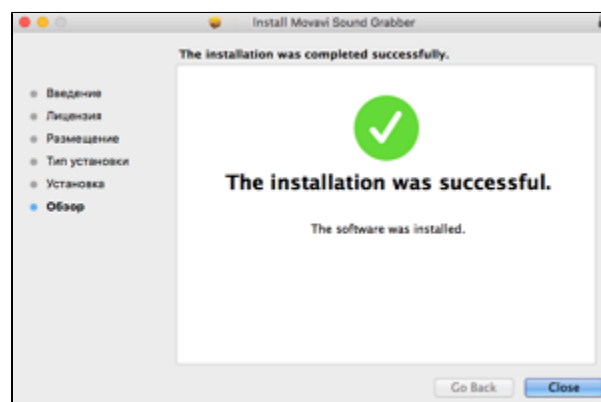 Install Movavi Sound Grabber
The installation was completed successfully.
Введение
Лицензия
Размещение
Тип установки
Установка
Обзор
The installation was successful.
The software was installed.
Go Back
Close